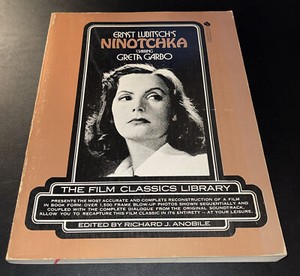 ERNST LUBITSCH'S
NINOTCHKA
STARRING
GRETA GARBO
THE FILM CLASSICS LIBRARY
PRESENTS THE MOST ACCURATE AND COMPLETE RECONSTRUCTION OF A FILM
IN BOOK FORM: OVER 1,500 FRAME BLOW-UP PHOTOS SHOWN SEQUENTIALLY AND
COUPLED WITH THE COMPLETE DIALOGUE FROM THE ORIGINAL SOUNDTRACK,
ALLOW YOU TO RECAPTURE THIS FILM CLASSIC IN ITS ENTIRETY — AT YOUR LEISURE.
EDITED BY RICHARD J. ANOBILE